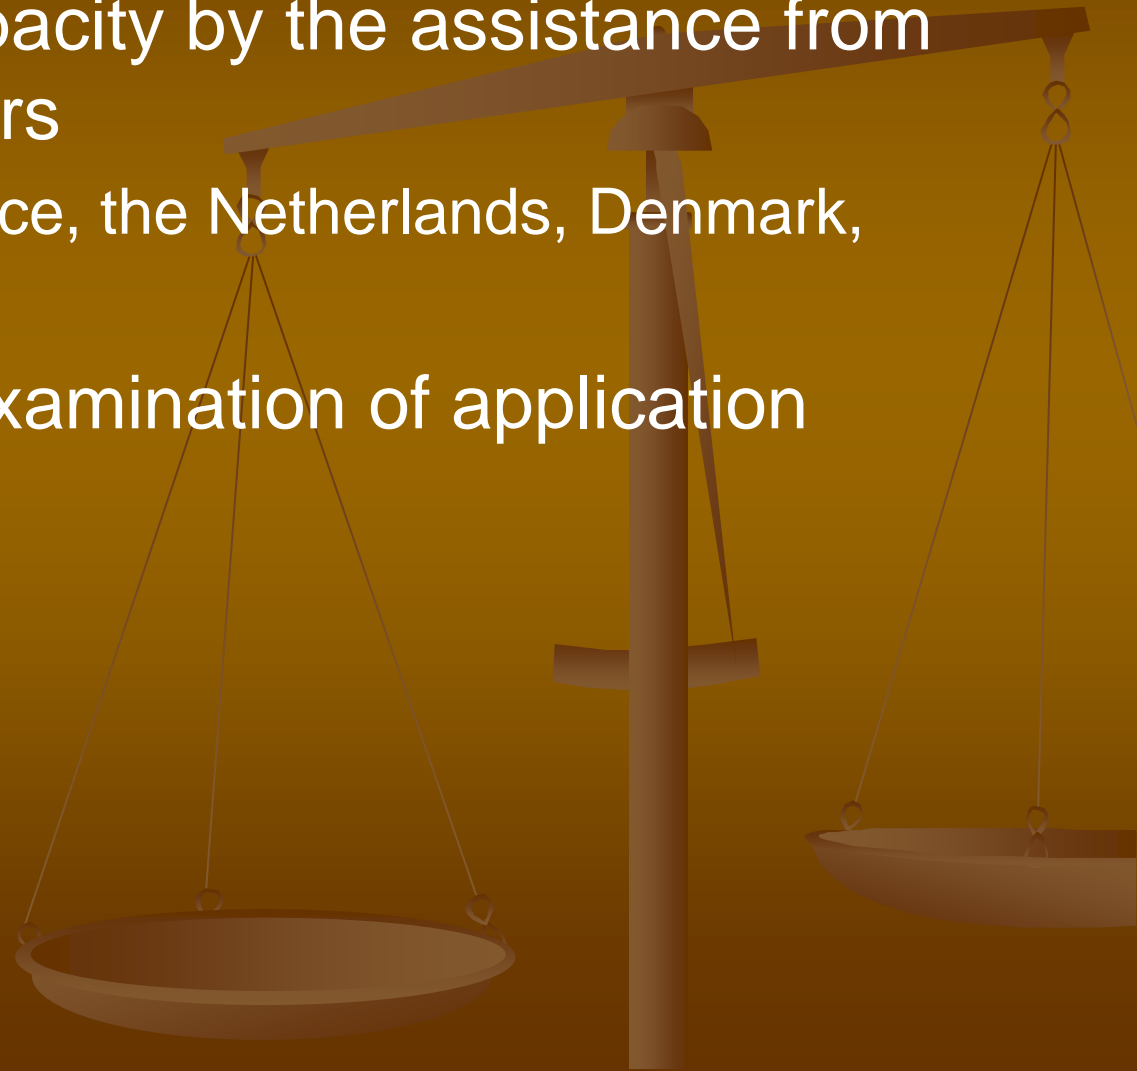 pacity by the assistance from
rs
ce, the Netherlands, Denmark,
xamination of application